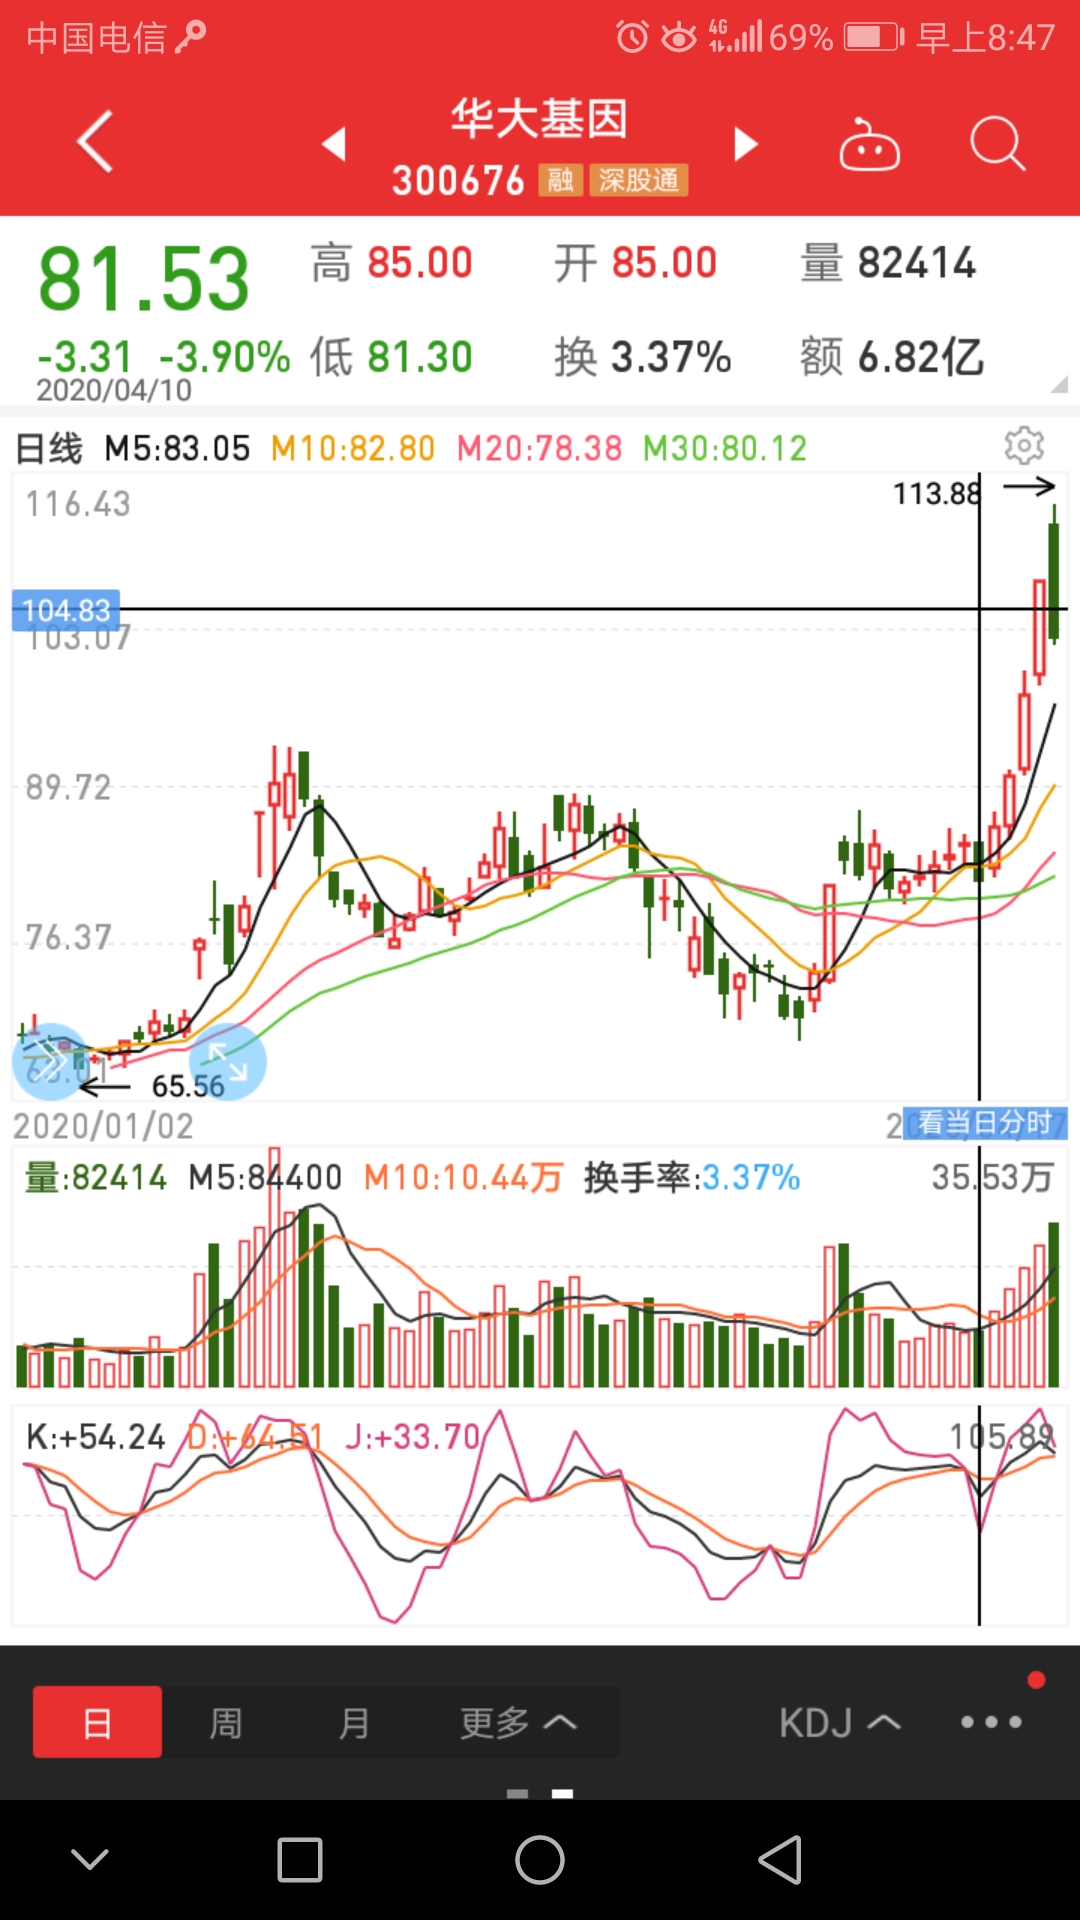 中国电信 4G 69% 早上8:47
华大基因
300676 融 深股通
81.53 高 85.00 开 85.00 量 82414
-3.31 -3.90% 低 81.30 换 3.37% 额 6.82亿
2020/04/10
日线 M5:83.05 M10:82.80 M20:78.38 M30:80.12
116.43
113.88
104.83
103.07
89.72
76.37
63.01
65.56
2020/01/02
看当日分时
量:82414 M5:84400 M10:10.44万 换手率:3.37% 35.53万
K:+54.24 D:+64.51 J:+33.70 105.89
日 周 月 更多 KDJ